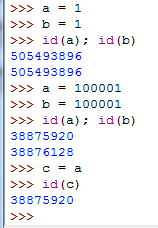 >>> a = 1
>>> b = 1
>>> id(a); id(b)
505493896
505493896
>>> a = 100001
>>> b = 100001
>>> id(a); id(b)
38875920
38876128
>>> c = a
>>> id(c)
38875920
>>>